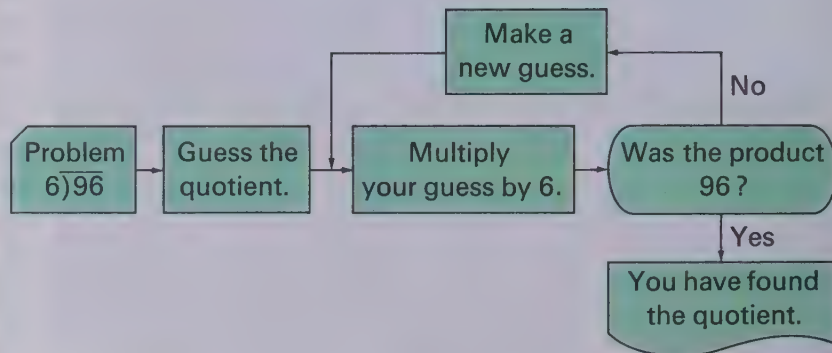 Problem
6)96
Guess the
quotient.
Multiply
your guess by 6.
Was the product
96?
No
Make a
new guess.
Yes
You have found
the quotient.